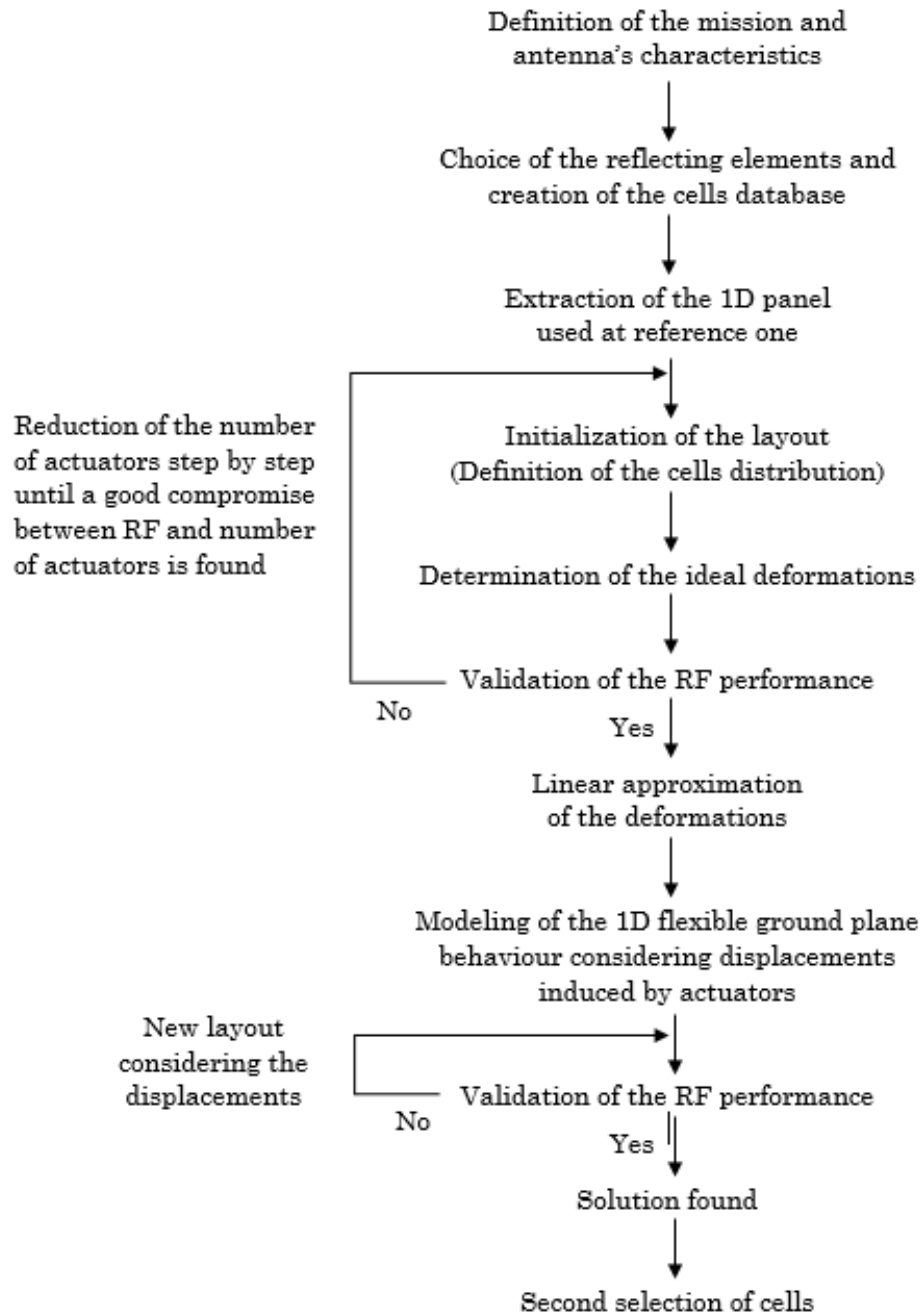 Definition of the mission and
antenna's characteristics
Choice of the reflecting elements and
creation of the cells database
Extraction of the 1D panel
used at reference one
Reduction of the number
of actuators step by step
until a good compromise
between RF and number
of actuators is found
Initialization of the layout
(Definition of the cells distribution)
Determination of the ideal deformations
Validation of the RF performance
No
Yes
Linear approximation
of the deformations
Modeling of the 1D flexible ground plane
behaviour considering displacements
induced by actuators
New layout
considering the
displacements
Validation of the RF performance
No
Yes
Solution found
Second selection of cells